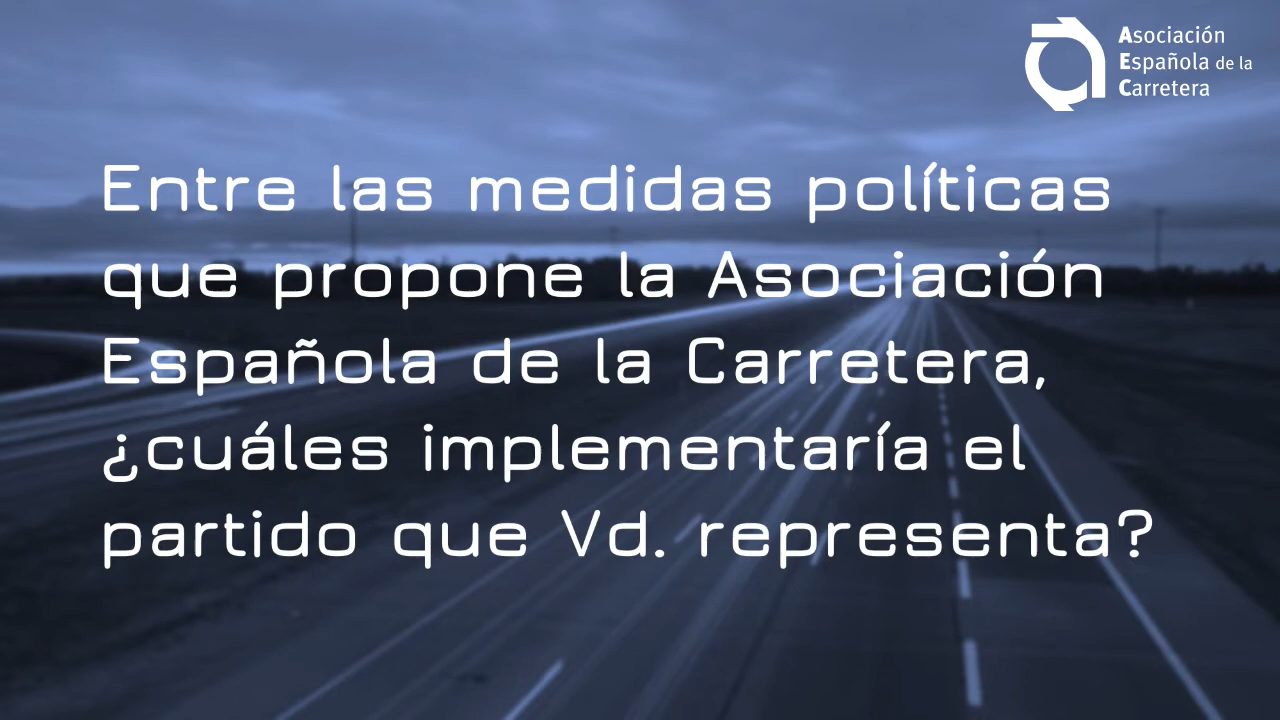 Asociación
Española de la
Carretera
Entre las medidas políticas
que propone la Asociación
Española de la Carretera,
¿cuáles implementaría el
partido que Vd. representa?